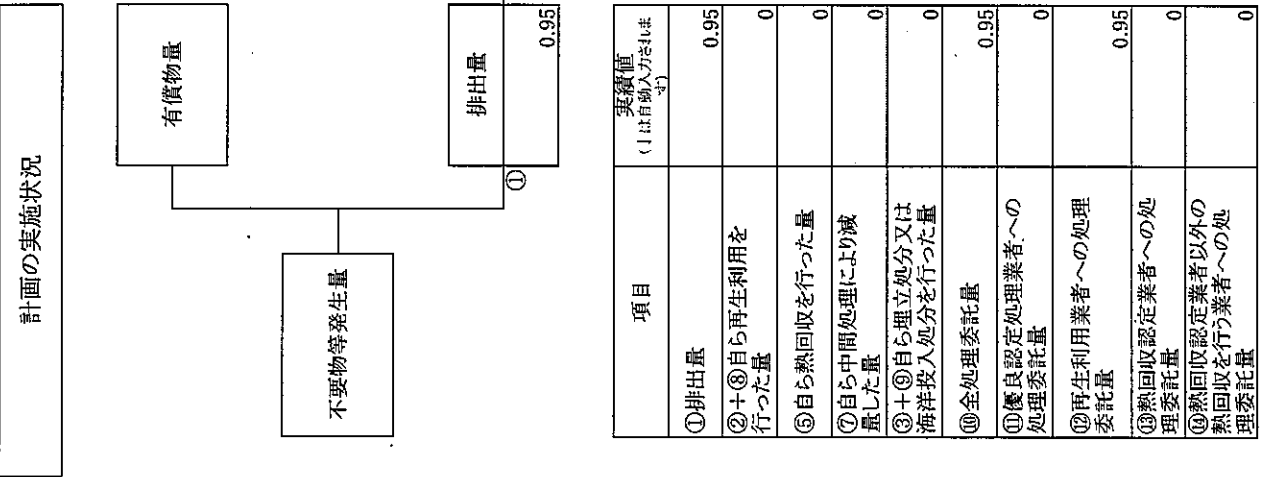 計画の実施状況
有償物量
不要物等発生量
排出量
①
0.95
項目
実績値
(「」は自動入力されま
す)
①排出量
0.95
②+⑧自ら再生利用を
行った量
0
⑤自ら熱回収を行った量
0
⑦自ら中間処理により減
量した量
0
③+⑨自ら埋立処分又は
海洋投入処分を行った量
0
⑩全処理委託量
0.95
⑪優良認定処理業者への
処理委託量
0
⑫再生利用業者への処理
委託量
0.95
⑬熱回収認定業者への処
理委託量
0
⑭熱回収認定業者以外の
熱回収を行う業者への処
理委託量
0